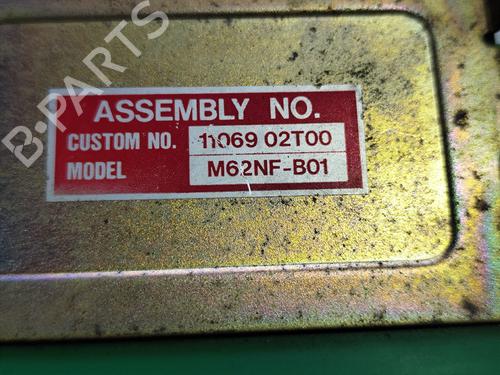 B-PARTS
ASSEMBLY NO.
CUSTOM NO. 11069 02T00
MODEL M62NF-B01